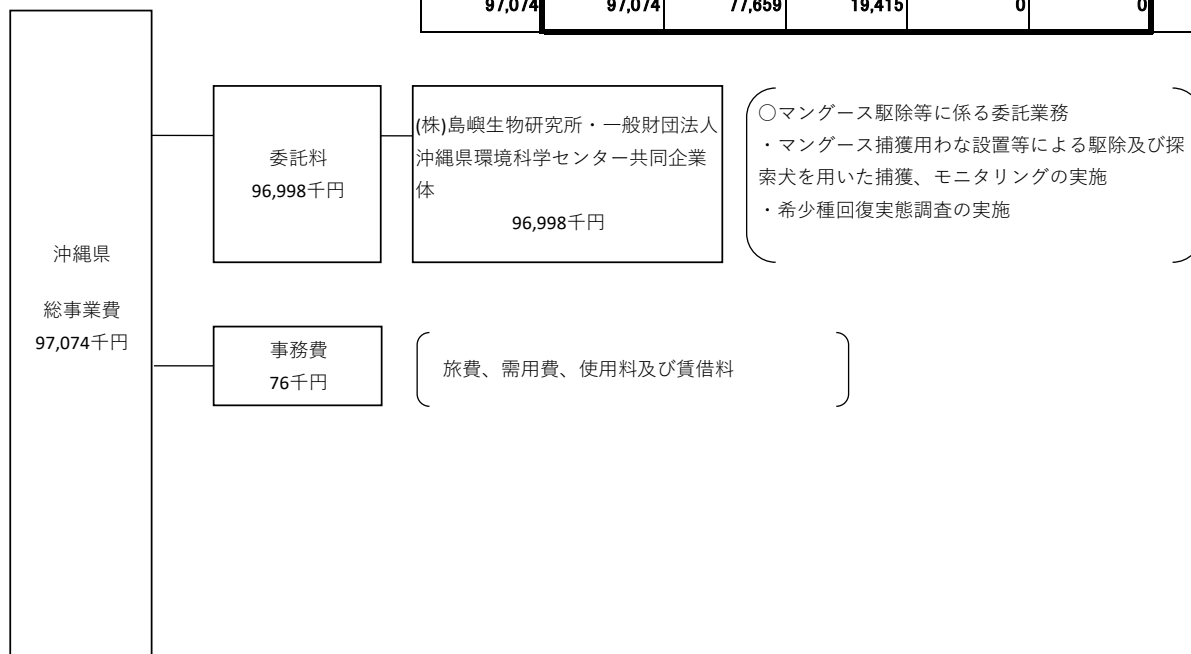 97,074 97,074 77,659 19,415 0 0
沖縄県
総事業費
97,074千円
委託料
96,998千円
(株)島嶼生物研究所・一般財団法人
沖縄県環境科学センター共同企業
体
96,998千円
○マングース駆除等に係る委託業務
・マングース捕獲用わな設置等による駆除及び探
索犬を用いた捕獲、モニタリングの実施
・希少種回復実態調査の実施
事務費
76千円
旅費、需用費、使用料及び賃借料